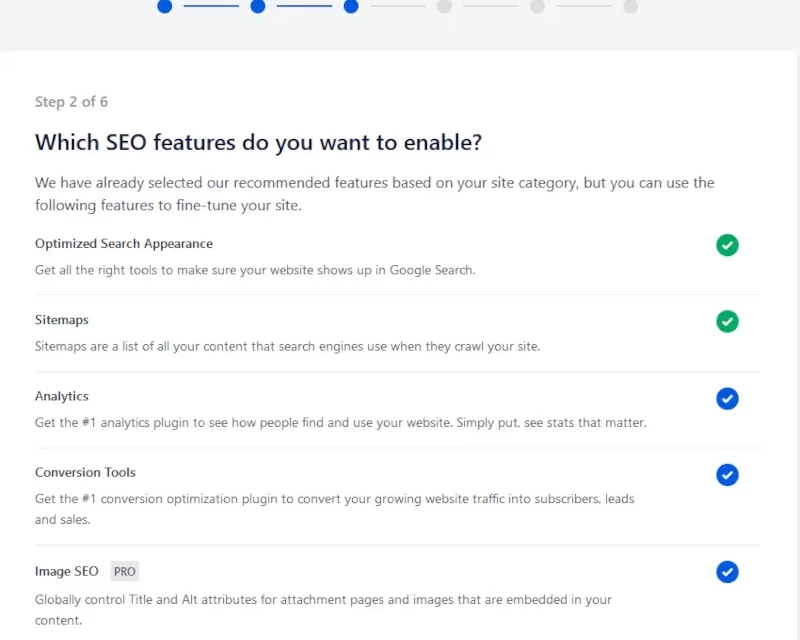 Step 2 of 6
Which SEO features do you want to enable?
We have already selected our recommended features based on your site category, but you can use the
following features to fine-tune your site.
Optimized Search Appearance
Get all the right tools to make sure your website shows up in Google Search.
Sitemaps
Sitemaps are a list of all your content that search engines use when they crawl your site.
Analytics
Get the #1 analytics plugin to see how people find and use your website. Simply put, see stats that matter.
Conversion Tools
Get the #1 conversion optimization plugin to convert your growing website traffic into subscribers, leads
and sales.
Image SEO PRO
Globally control Title and Alt attributes for attachment pages and images that are embedded in your
content.